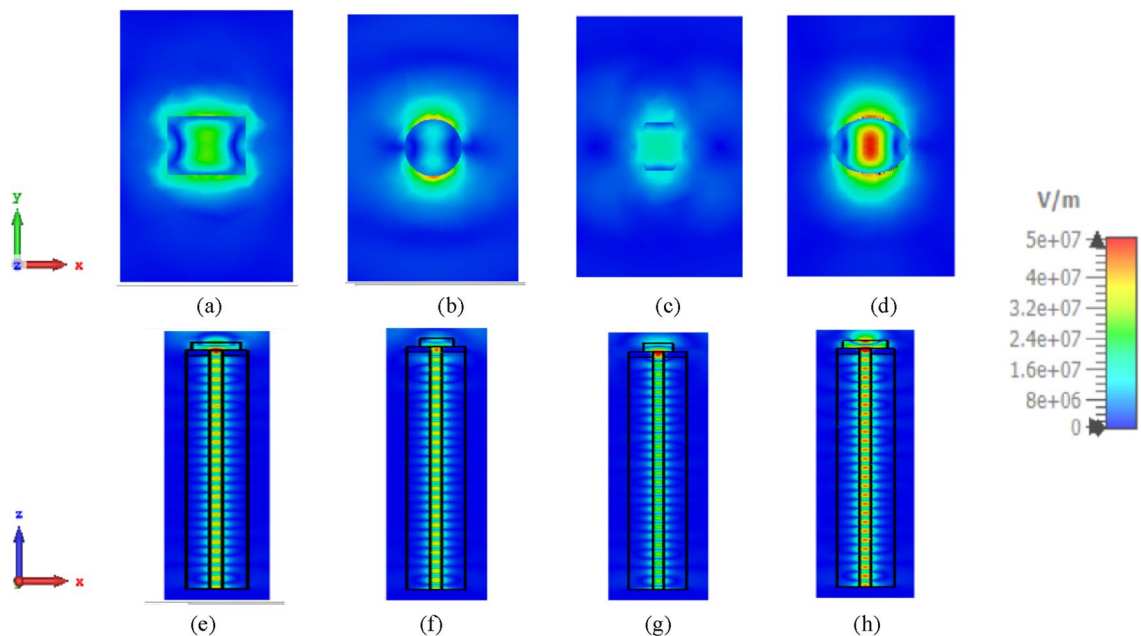 y
z
x
(a)
(b)
(c)
(d)
V/m
5e+07
4e+07
3.2e+07
2.4e+07
1.6e+07
8e+06
0
z
x
(e)
(f)
(g)
(h)